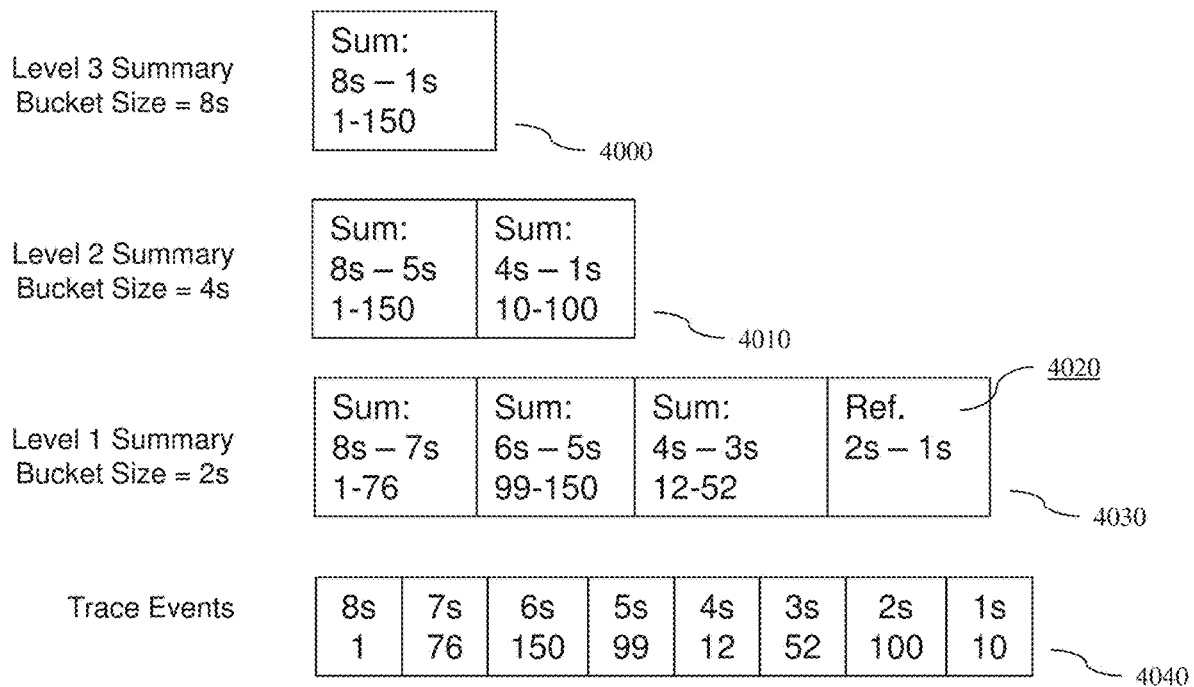 Level 3 Summary
Bucket Size = 8s
Sum:
8s – 1s
1-150
4000
Level 2 Summary
Bucket Size = 4s
Sum:
8s – 5s
1-150
Sum:
4s – 1s
10-100
4010
Level 1 Summary
Bucket Size = 2s
Sum:
8s – 7s
1-76
Sum:
6s – 5s
99-150
Sum:
4s – 3s
12-52
Ref.
2s – 1s
4020
4030
Trace Events
8s 7s 6s 5s 4s 3s 2s 1s
1 76 150 99 12 52 100 10
4040